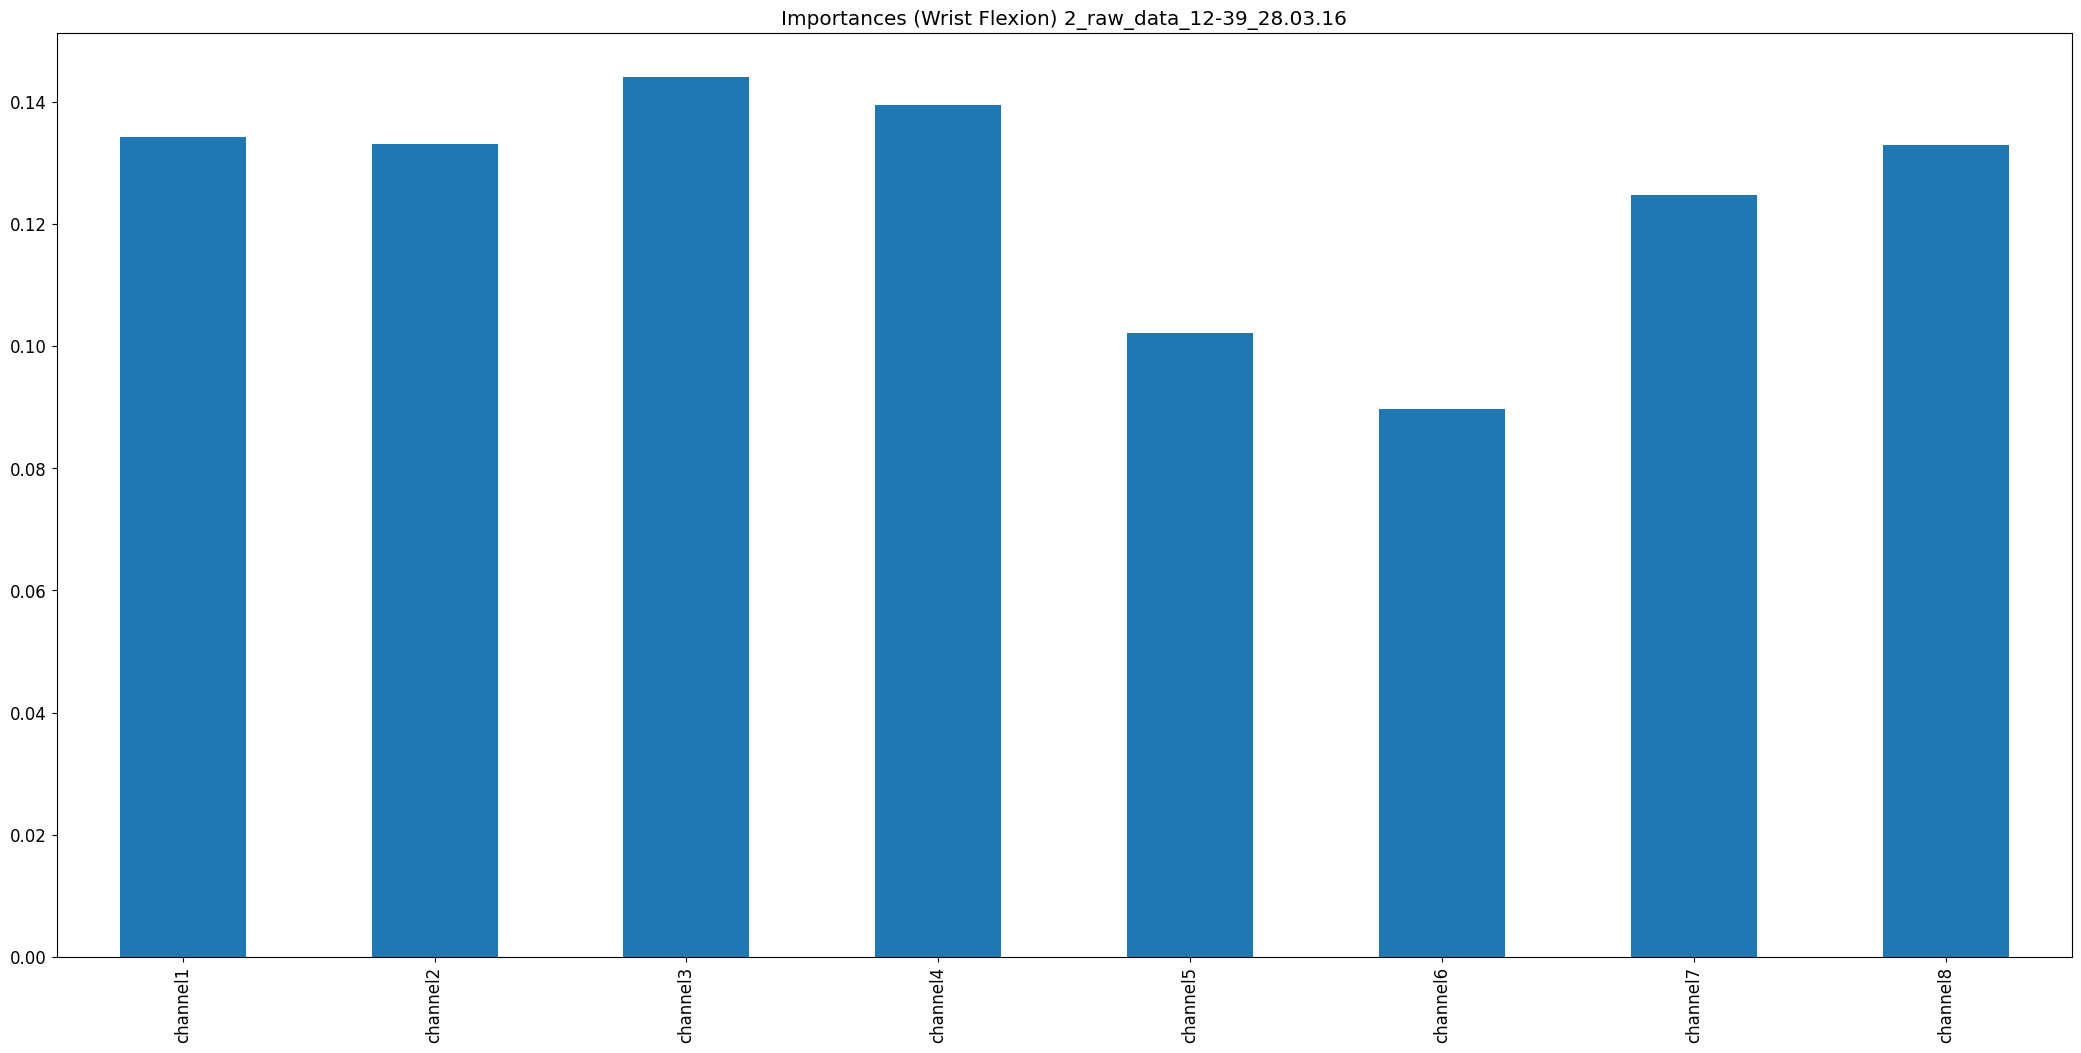 Importances (Wrist Flexion) 2_raw_data_12-39_28.03.16
0.14
0.12
0.10
0.08
0.06
0.04
0.02
0.00
channel1
channel2
channel3
channel4
channel5
channel6
channel7
channel8